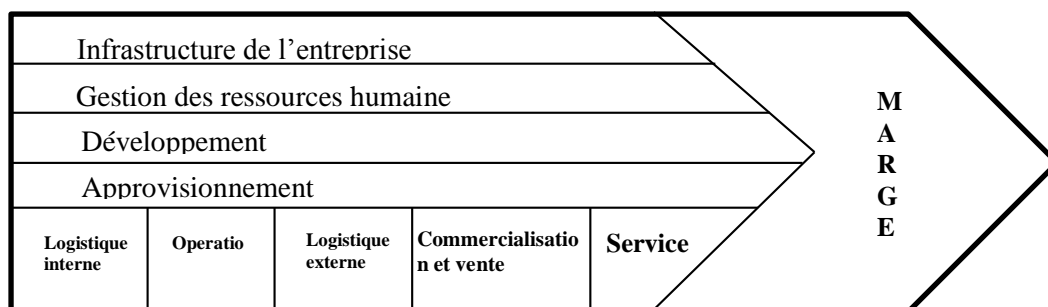 Infrastructure de l’entreprise
Gestion des ressources humaine
Développement
Approvisionnement
Logistique
interne
Operatio
Logistique
externe
Commercialisatio
n et vente
Service
M
A
R
G
E